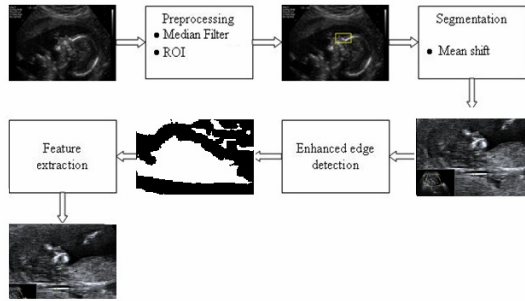 Preprocessing
• Median Filter
• ROI
Segmentation
• Mean shift
Enhanced edge
detection
Feature
extraction